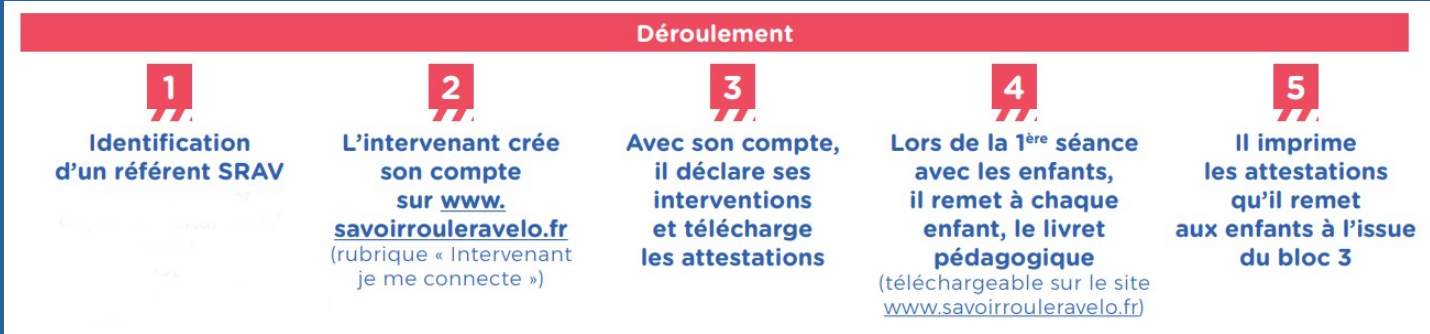 Déroulement
1
Identification
d'un référent SRAV
2
L'intervenant crée
son compte
sur www.
savoirrouleravelo.fr
(rubrique « Intervenant
je me connecte »)
3
Avec son compte,
il déclare ses
interventions
et télécharge
les attestations
4
Lors de la 1ère séance
avec les enfants,
il remet à chaque
enfant, le livret
pédagogique
(téléchargeable sur le site
www.savoirrouleravelo.fr)
5
Il imprime
les attestations
qu'il remet
aux enfants à l'issue
du bloc 3